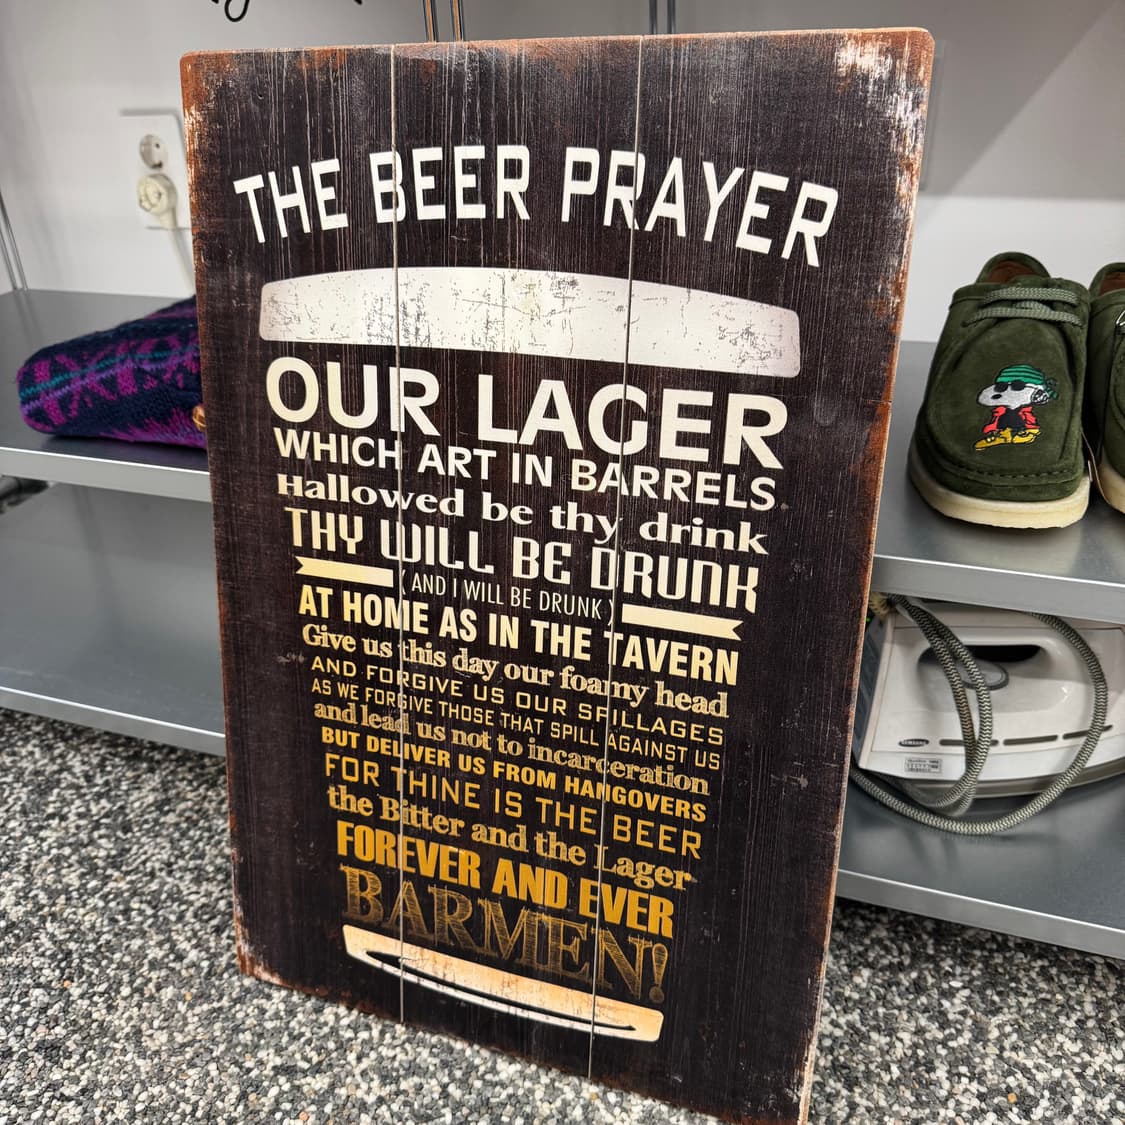 THE BEER PRAYER
OUR LAGER
WHICH ART IN BARRELS
Hallowed be thy drink
THY WILL BE DRUNK
(AND I WILL BE DRUNK)
AT HOME AS IN THE TAVERN
Give us this day our foamy head
AND FORGIVE US OUR SPILLAGES
AS WE FORGIVE THOSE THAT SPILL AGAINST US
and lead us not to incarceration
BUT DELIVER US FROM HANGOVERS
FOR THINE IS THE BEER
the Bitter and the Lager
FOREVER AND EVER
BARMEN!
SAMSUNG